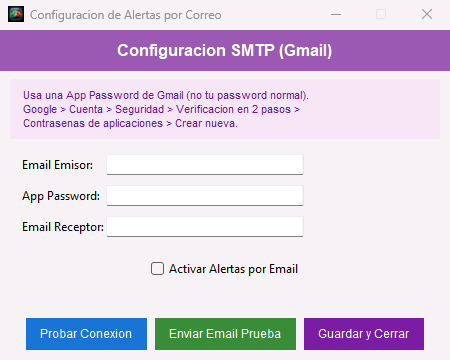 Configuracion de Alertas por Correo
Configuracion SMTP (Gmail)
Usa una App Password de Gmail (no tu password normal).
Google > Cuenta > Seguridad > Verificacion en 2 pasos >
Contrasenas de aplicaciones > Crear nueva.
Email Emisor:
App Password:
Email Receptor:
Activar Alertas por Email
Probar Conexion Enviar Email Prueba Guardar y Cerrar